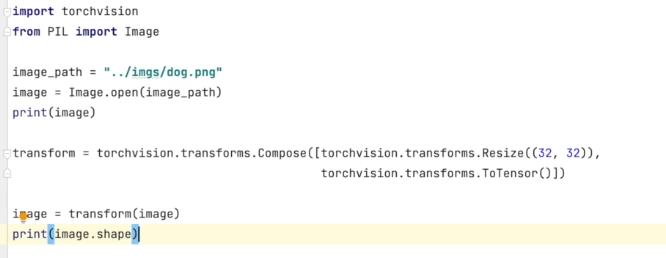 import torchvision
from PIL import Image
image_path = "../imgs/dog.png"
image = Image.open(image_path)
print(image)
transform = torchvision.transforms.Compose([torchvision.transforms.Resize((32, 32)),
torchvision.transforms.ToTensor()])
image = transform(image)
print(image.shape)